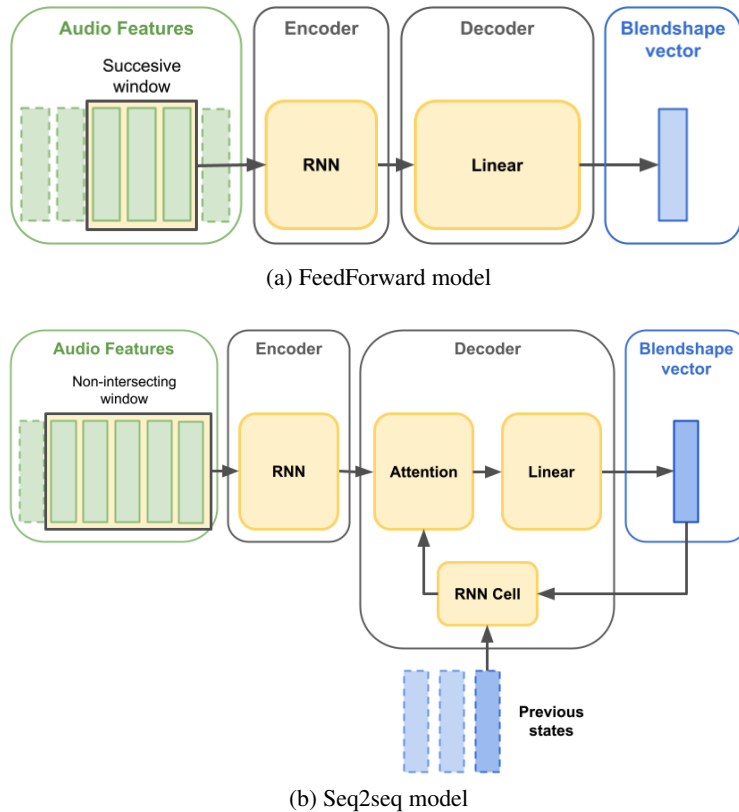 Audio Features
Encoder
Decoder
Blendshape
vector
Succesive
window
RNN
Linear
(a) FeedForward model
Audio Features
Encoder
Decoder
Blendshape
vector
Non-intersecting
window
RNN
Attention
Linear
RNN Cell
Previous
states
(b) Seq2seq model